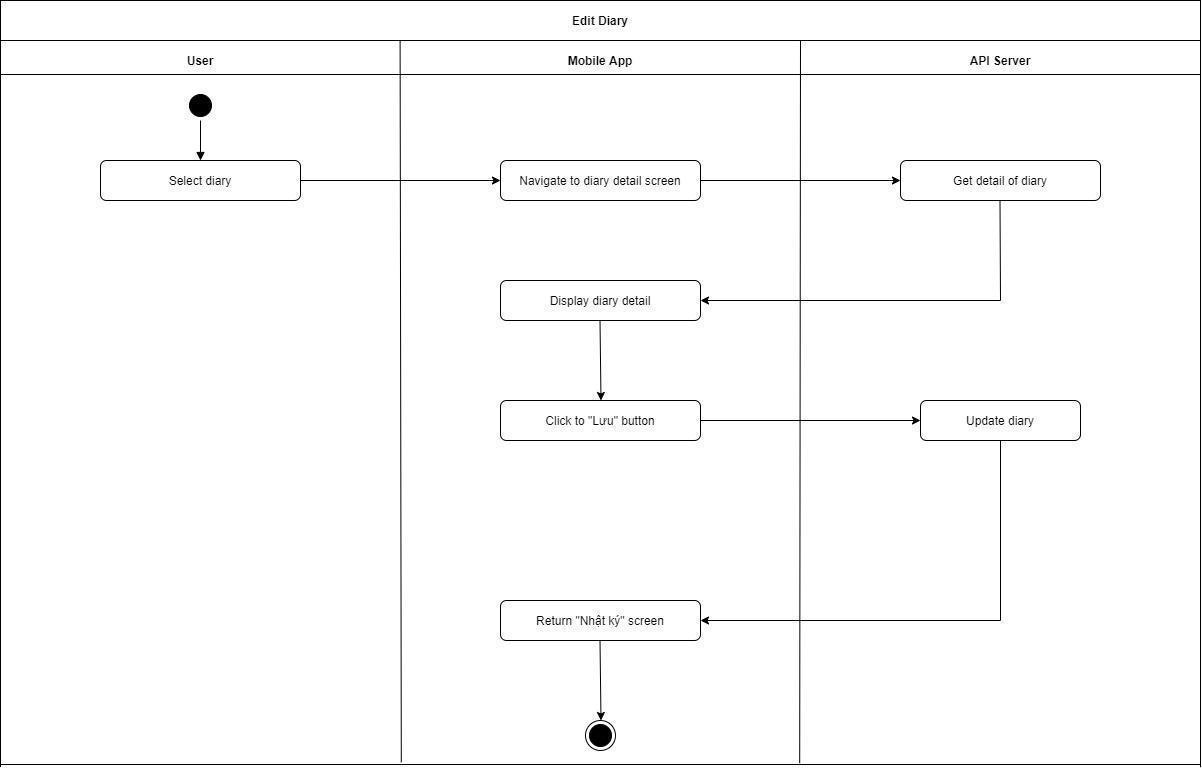 Edit Diary
User
Mobile App
API Server
Select diary
Navigate to diary detail screen
Get detail of diary
Display diary detail
Click to "Lưu" button
Update diary
Return "Nhật ký" screen